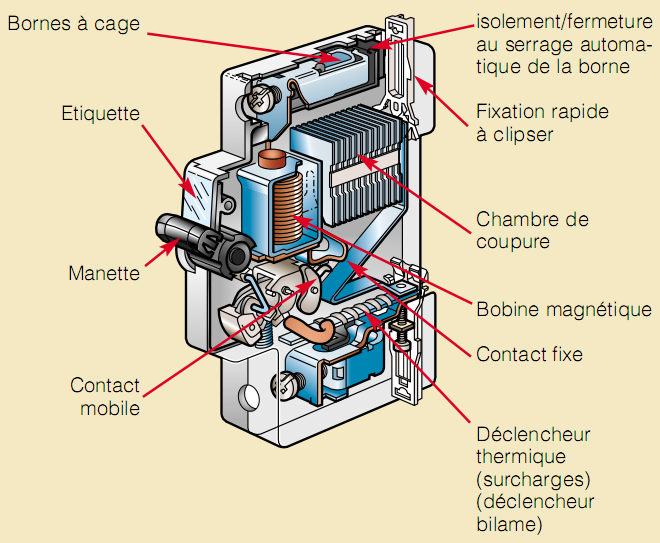 Bornes à cage
isolement/fermeture
au serrage automa-
tique de la borne
Etiquette
Fixation rapide
à clipser
Chambre de
coupure
Manette
Bobine magnétique
Contact fixe
Contact
mobile
Déclencheur
thermique
(surcharges)
(déclencheur
bilame)